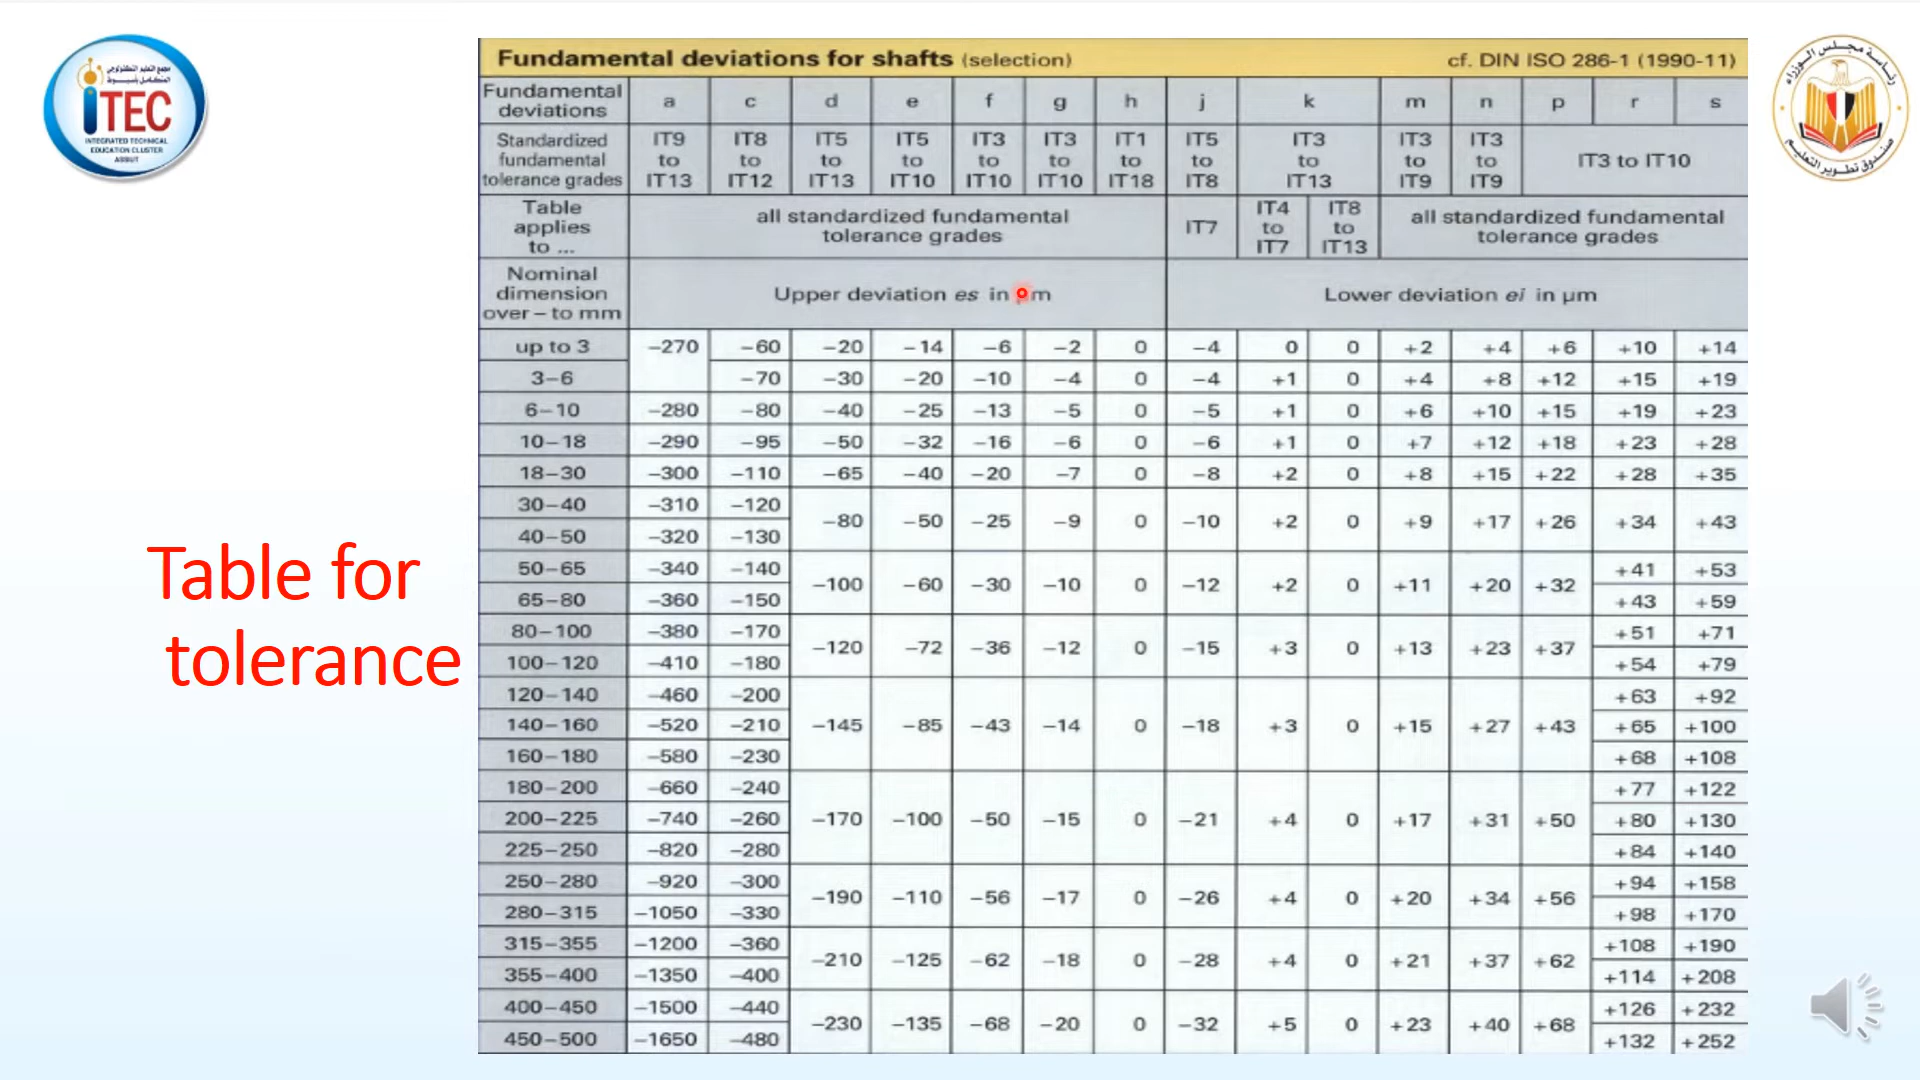 مجمع التعليم التكنولوجي
المتكامل بأسيوط
iTEC
INTEGRATED TECHNICAL
EDUCATION CLUSTER
ASSIUT
رئاسة مجلس الوزراء
صندوق تطوير التعليم
Table for
tolerance
Fundamental deviations for shafts (selection) cf. DIN ISO 286-1 (1990-11)
Fundamental deviations a c d e f g h j k m n p r s
Standardized fundamental tolerance grades IT9 to IT13 IT8 to IT12 IT5 to IT13 IT5 to IT10 IT3 to IT10 IT3 to IT10 IT1 to IT18 IT5 to IT8 IT3 to IT13 IT3 to IT9 IT3 to IT9 IT3 to IT10
Table applies to ... all standardized fundamental tolerance grades IT7 IT4 to IT7 IT8 to IT13 all standardized fundamental tolerance grades
Nominal dimension over – to mm Upper deviation es in µm Lower deviation ei in µm
up to 3 –270 –60 –20 –14 –6 –2 0 –4 0 0 +2 +4 +6 +10 +14
3–6 –70 –30 –20 –10 –4 0 –4 +1 0 +4 +8 +12 +15 +19
6–10 –280 –80 –40 –25 –13 –5 0 –5 +1 0 +6 +10 +15 +19 +23
10–18 –290 –95 –50 –32 –16 –6 0 –6 +1 0 +7 +12 +18 +23 +28
18–30 –300 –110 –65 –40 –20 –7 0 –8 +2 0 +8 +15 +22 +28 +35
30–40 –310 –120 –80 –50 –25 –9 0 –10 +2 0 +9 +17 +26 +34 +43
40–50 –320 –130
50–65 –340 –140 –100 –60 –30 –10 0 –12 +2 0 +11 +20 +32 +41 +53
65–80 –360 –150 +43 +59
80–100 –380 –170 –120 –72 –36 –12 0 –15 +3 0 +13 +23 +37 +51 +71
100–120 –410 –180 +54 +79
120–140 –460 –200 +63 +92
140–160 –520 –210 –145 –85 –43 –14 0 –18 +3 0 +15 +27 +43 +65 +100
160–180 –580 –230 +68 +108
180–200 –660 –240 +77 +122
200–225 –740 –260 –170 –100 –50 –15 0 –21 +4 0 +17 +31 +50 +80 +130
225–250 –820 –280 +84 +140
250–280 –920 –300 –190 –110 –56 –17 0 –26 +4 0 +20 +34 +56 +94 +158
280–315 –1050 –330 +98 +170
315–355 –1200 –360 –210 –125 –62 –18 0 –28 +4 0 +21 +37 +62 +108 +190
355–400 –1350 –400 +114 +208
400–450 –1500 –440 –230 –135 –68 –20 0 –32 +5 0 +23 +40 +68 +126 +232
450–500 –1650 –480 +132 +252